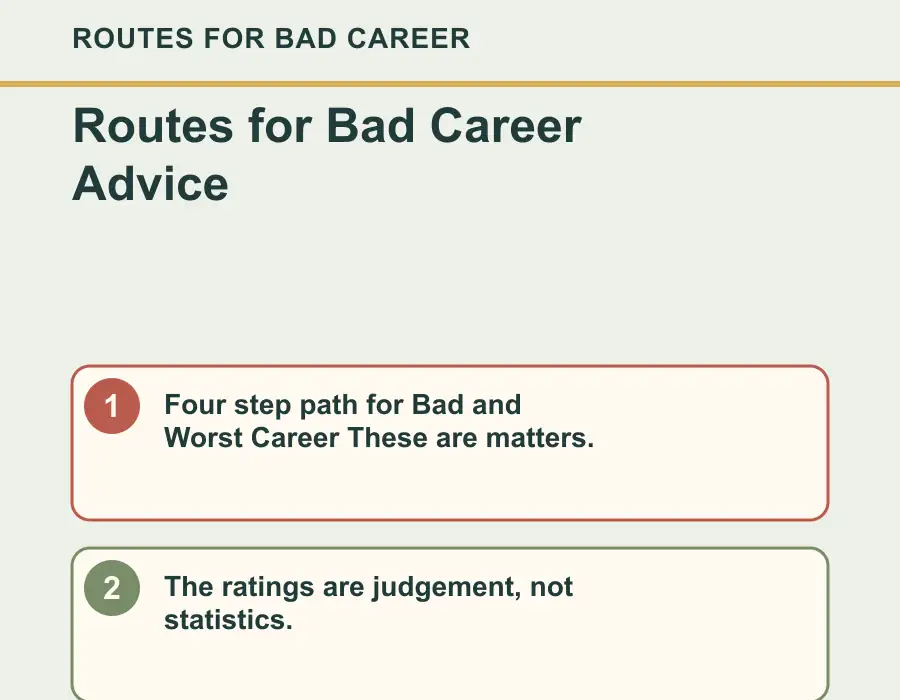 ROUTES FOR BAD CAREER
Routes for Bad Career
Advice
1
Four step path for Bad and
Worst Career These are matters.
2
The ratings are judgement, not
statistics.